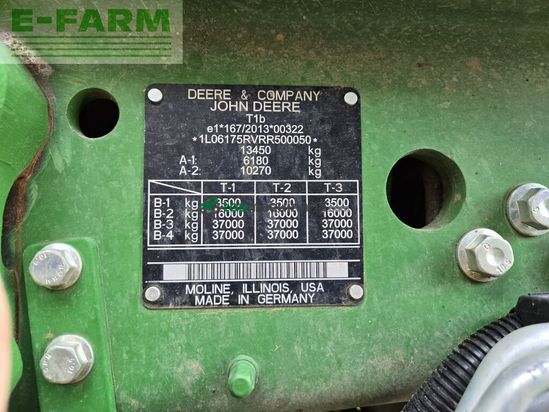 E-FARM
DEERE & COMPANY
JOHN DEERE
T1b
e1*167/2013*00322
*1L06175RVRR500050*
13450 kg
A-1: 6180 kg
A-2: 10270 kg
T-1 T-2 T-3
B-1 kg 3500 3500 3500
B-2 kg 16000 16000 16000
B-3 kg 37000 37000 37000
B-4 kg 37000 37000 37000
MOLINE, ILLINOIS, USA
MADE IN GERMANY